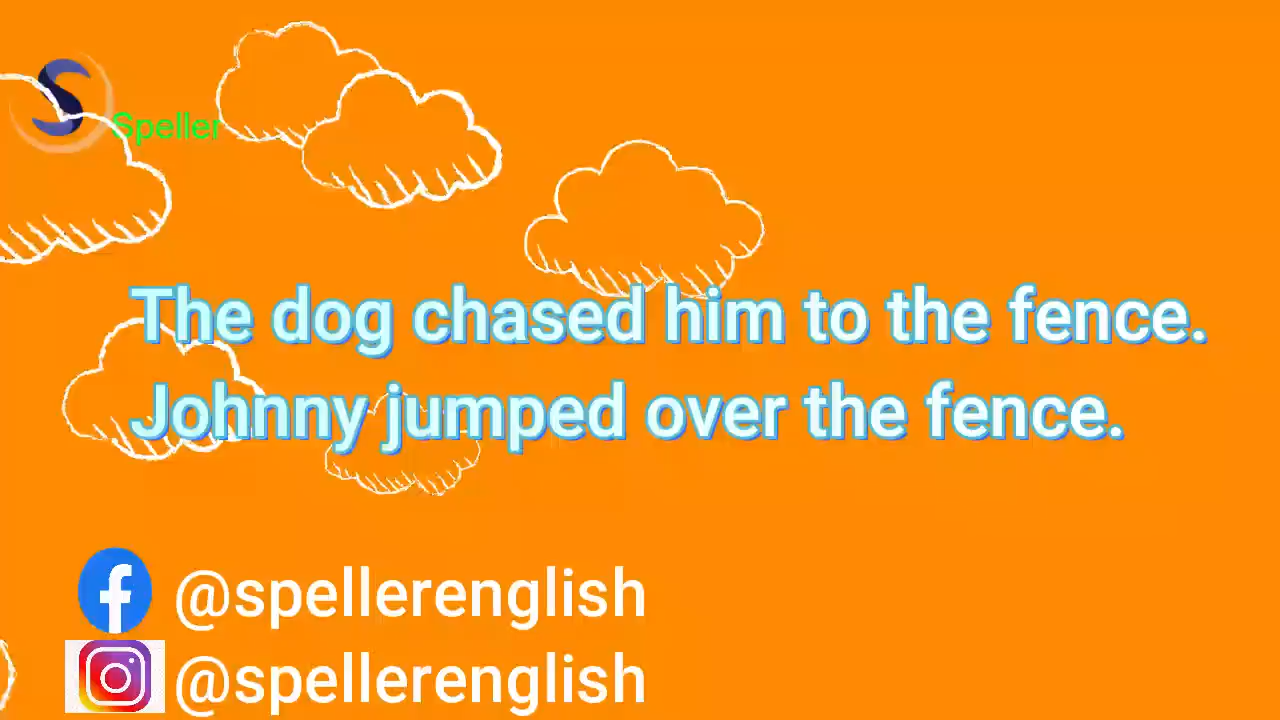 Speller
The dog chased him to the fence.
Johnny jumped over the fence.
@spellerenglish
@spellerenglish